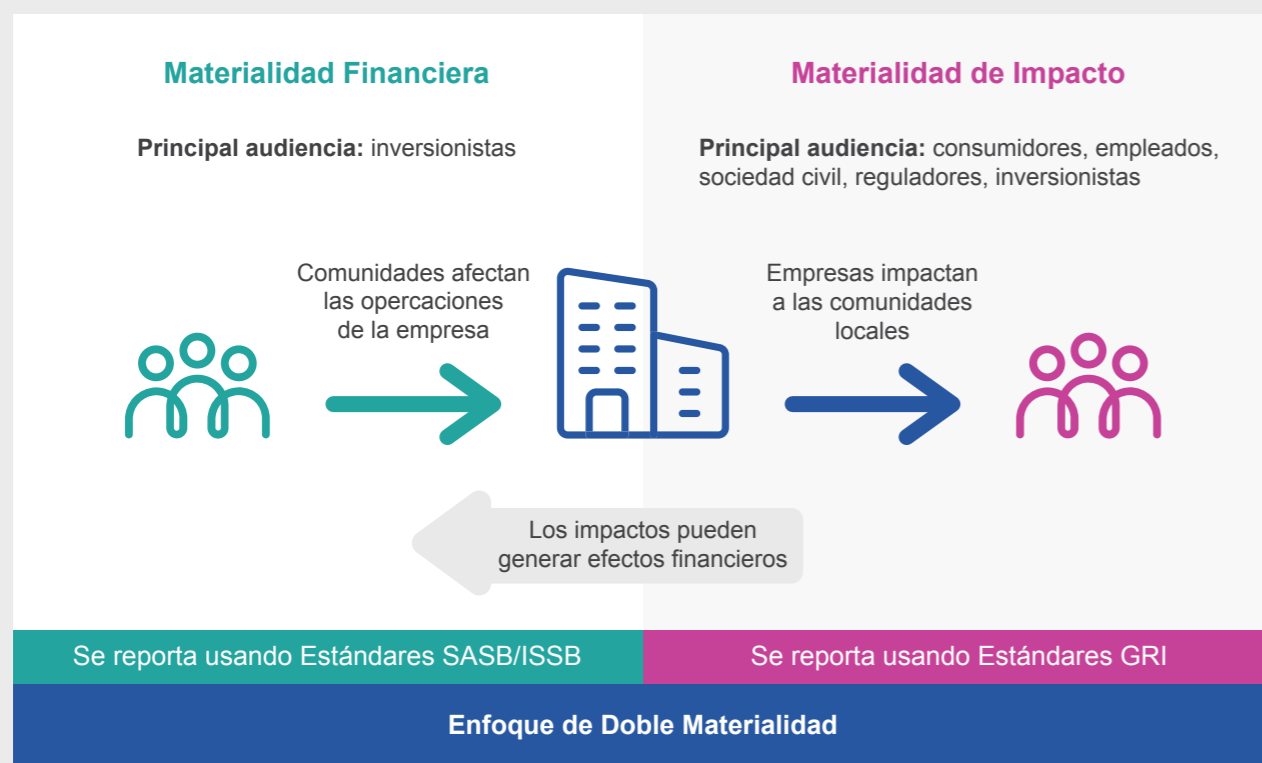 Materialidad Financiera
Principal audiencia: inversionistas
Comunidades afectan
las opercaciones
de la empresa
Materialidad de Impacto
Principal audiencia: consumidores, empleados,
sociedad civil, reguladores, inversionistas
Empresas impactan
a las comunidades
locales
Los impactos pueden
generar efectos financieros
Se reporta usando Estándares SASB/ISSB
Se reporta usando Estándares GRI
Enfoque de Doble Materialidad